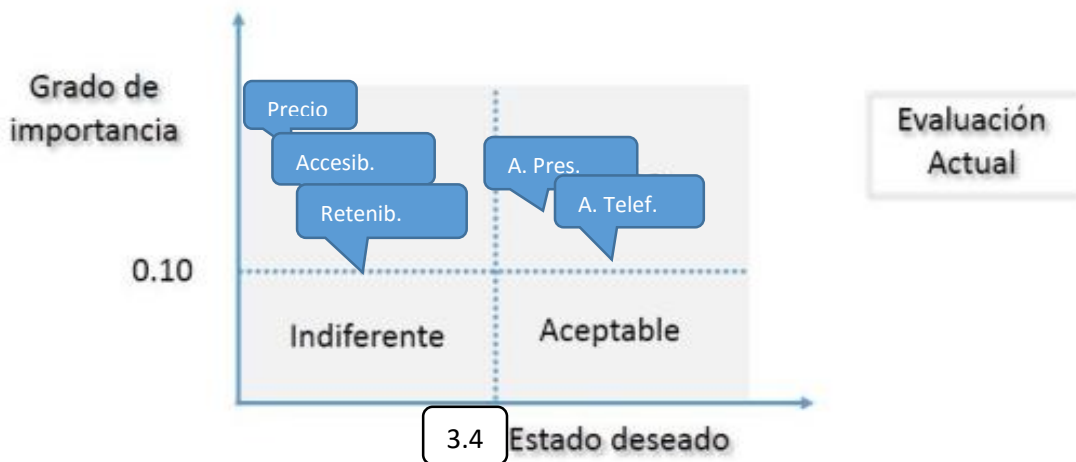 Grado de
importancia
Precio
Accesib.
Retenib.
A. Pres.
A. Telef.
Evaluación
Actual
0.10
Indiferente
Aceptable
3.4
Estado deseado